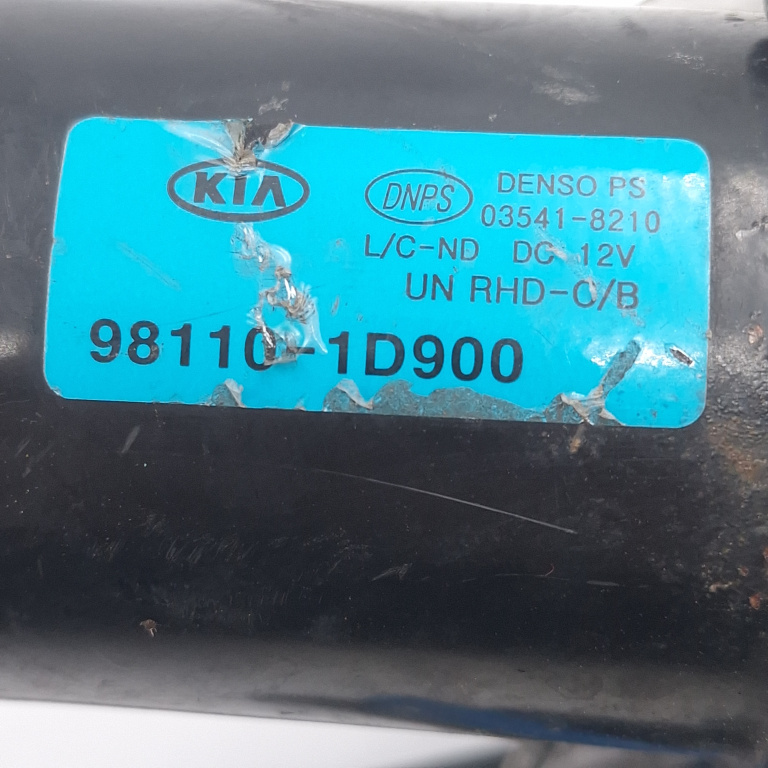 KIA
DNPS
DENSO PS
03541-8210
L/C-ND DC 12V
UN RHD-O/B
98110-1D900